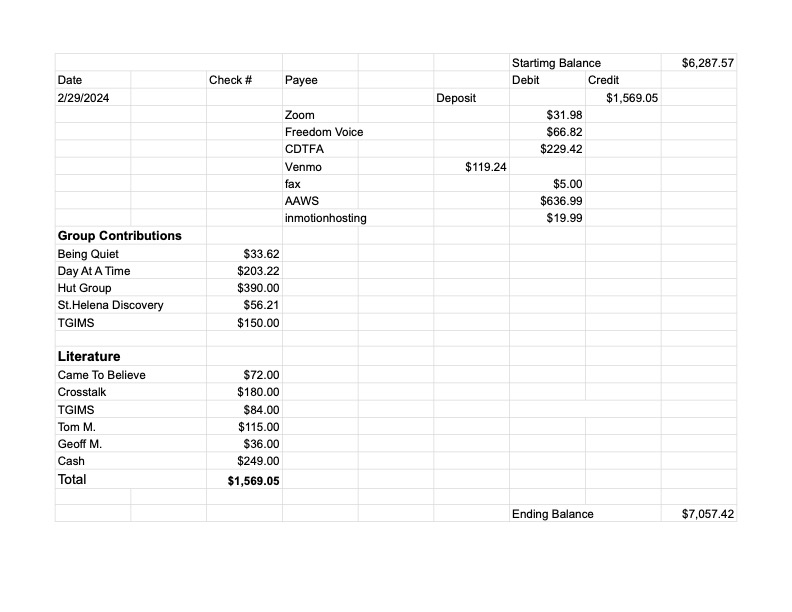 Startimg Balance $6,287.57
Date Check # Payee Debit Credit
2/29/2024 Deposit $1,569.05
Zoom $31.98
Freedom Voice $66.82
CDTFA $229.42
Venmo $119.24
fax $5.00
AAWS $636.99
inmotionhosting $19.99
Group Contributions
Being Quiet $33.62
Day At A Time $203.22
Hut Group $390.00
St.Helena Discovery $56.21
TGIMS $150.00
Literature
Came To Believe $72.00
Crosstalk $180.00
TGIMS $84.00
Tom M. $115.00
Geoff M. $36.00
Cash $249.00
Total $1,569.05
Ending Balance $7,057.42